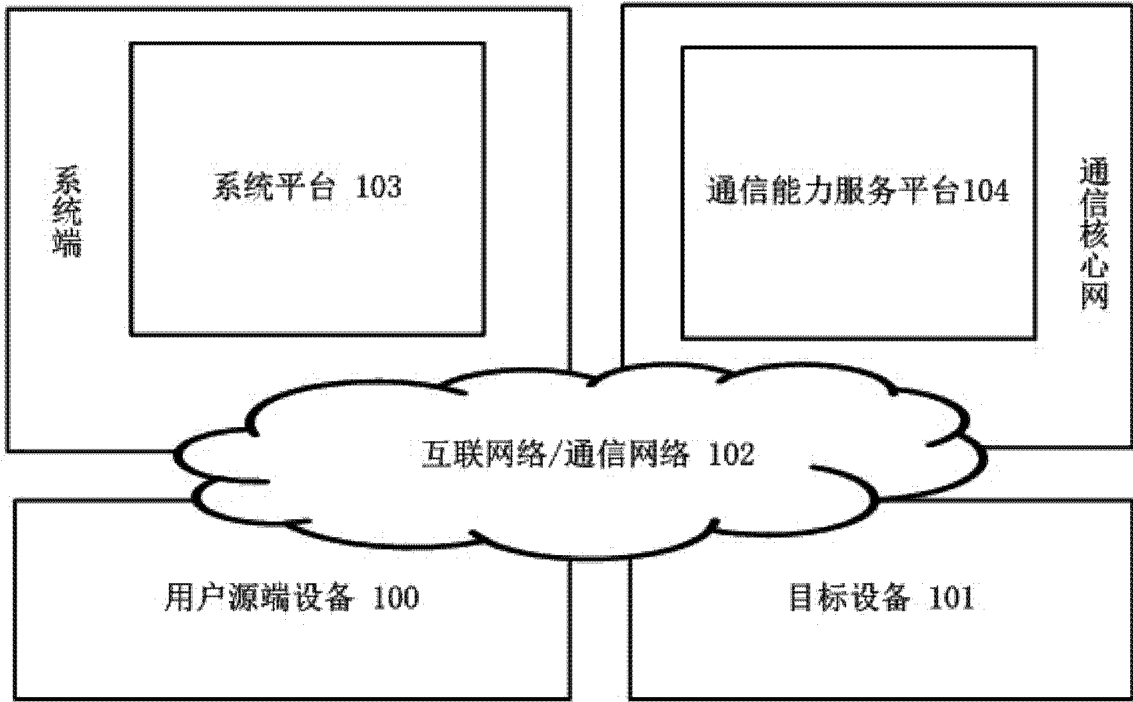 系统端
系统平台 103
通信能力服务平台104
通信核心网
互联网络/通信网络 102
用户源端设备 100
目标设备 101